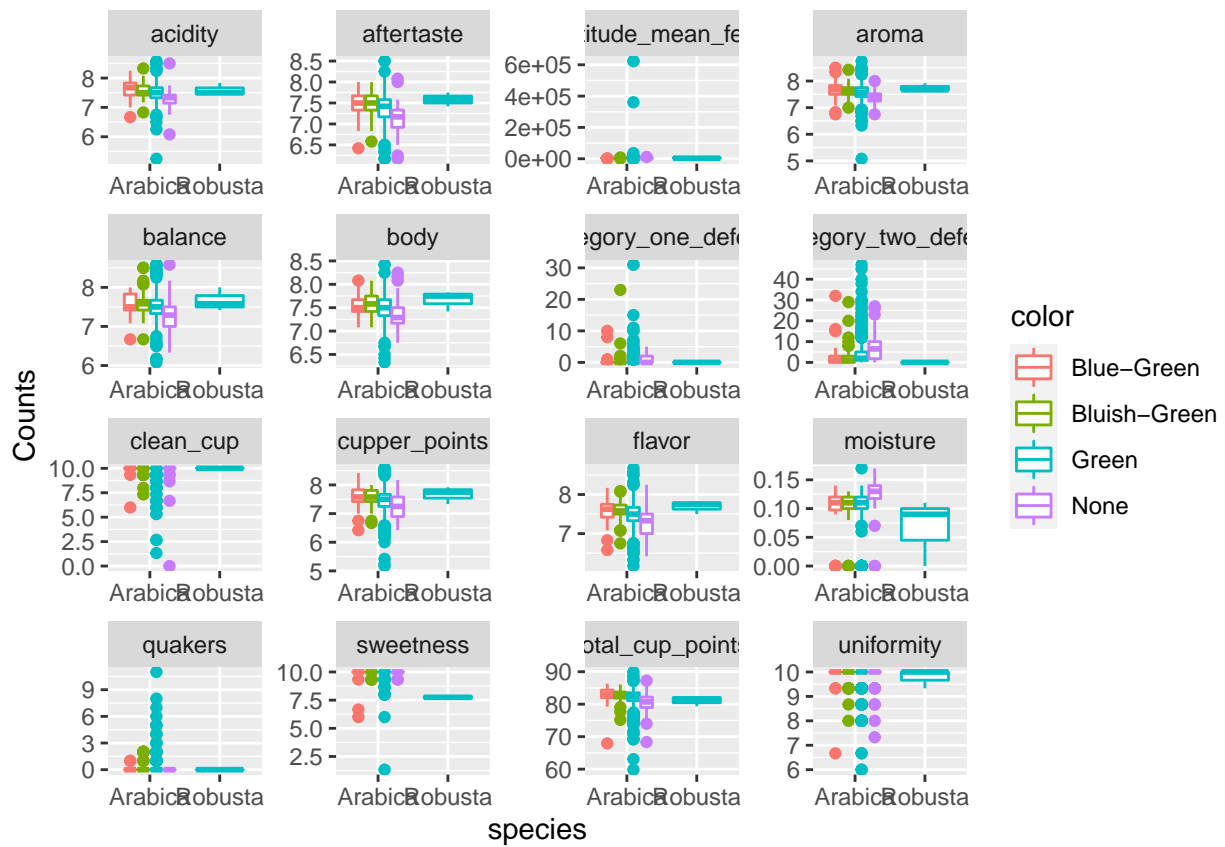 acidity aftertaste titude_mean_fe aroma
8 7 6
8.5 8.0 7.5 7.0 6.5
6e+05 4e+05 2e+05 0e+00
8 7 6 5
Arabica Robusta Arabica Robusta Arabica Robusta Arabica Robusta
balance body egory_one_defe egory_two_defe
8 7 6
8.5 8.0 7.5 7.0 6.5
30 20 10 0
40 30 20 10 0
Arabica Robusta Arabica Robusta Arabica Robusta Arabica Robusta
clean_cup cupper_points flavor moisture
10.0 7.5 5.0 2.5 0.0
8 7 6 5
8 7
0.15 0.10 0.05 0.00
Arabica Robusta Arabica Robusta Arabica Robusta Arabica Robusta
quakers sweetness otal_cup_points uniformity
9 6 3 0
10.0 7.5 5.0 2.5
90 80 70 60
10 9 8 7 6
Arabica Robusta Arabica Robusta Arabica Robusta Arabica Robusta
species
Counts
color
Blue-Green
Bluish-Green
Green
None